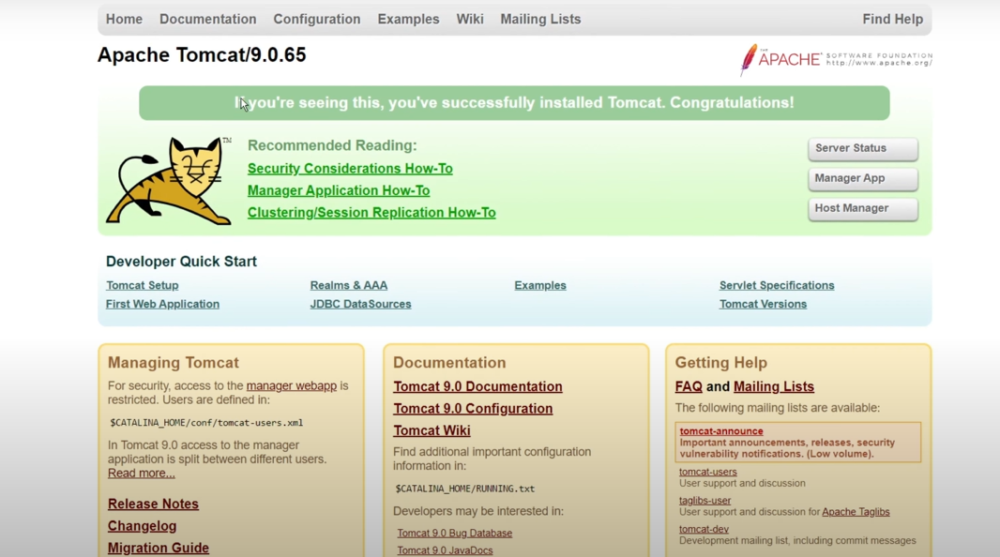 Home Documentation Configuration Examples Wiki Mailing Lists Find Help
Apache Tomcat/9.0.65
THE
APACHE® SOFTWARE FOUNDATION
http://www.apache.org/
If you're seeing this, you've successfully installed Tomcat. Congratulations!
TM
Recommended Reading:
Security Considerations How-To
Manager Application How-To
Clustering/Session Replication How-To
Server Status
Manager App
Host Manager
Developer Quick Start
Tomcat Setup
First Web Application
Realms & AAA
JDBC DataSources
Examples
Servlet Specifications
Tomcat Versions
Managing Tomcat
For security, access to the manager webapp is
restricted. Users are defined in:
$CATALINA_HOME/conf/tomcat-users.xml
In Tomcat 9.0 access to the manager
application is split between different users.
Read more...
Release Notes
Changelog
Migration Guide
Documentation
Tomcat 9.0 Documentation
Tomcat 9.0 Configuration
Tomcat Wiki
Find additional important configuration
information in:
$CATALINA_HOME/RUNNING.txt
Developers may be interested in:
Tomcat 9.0 Bug Database
Tomcat 9.0 JavaDocs
Getting Help
FAQ and Mailing Lists
The following mailing lists are available:
tomcat-announce
Important announcements, releases, security
vulnerability notifications. (Low volume).
tomcat-users
User support and discussion
taglibs-user
User support and discussion for Apache Taglibs
tomcat-dev
Development mailing list, including commit messages